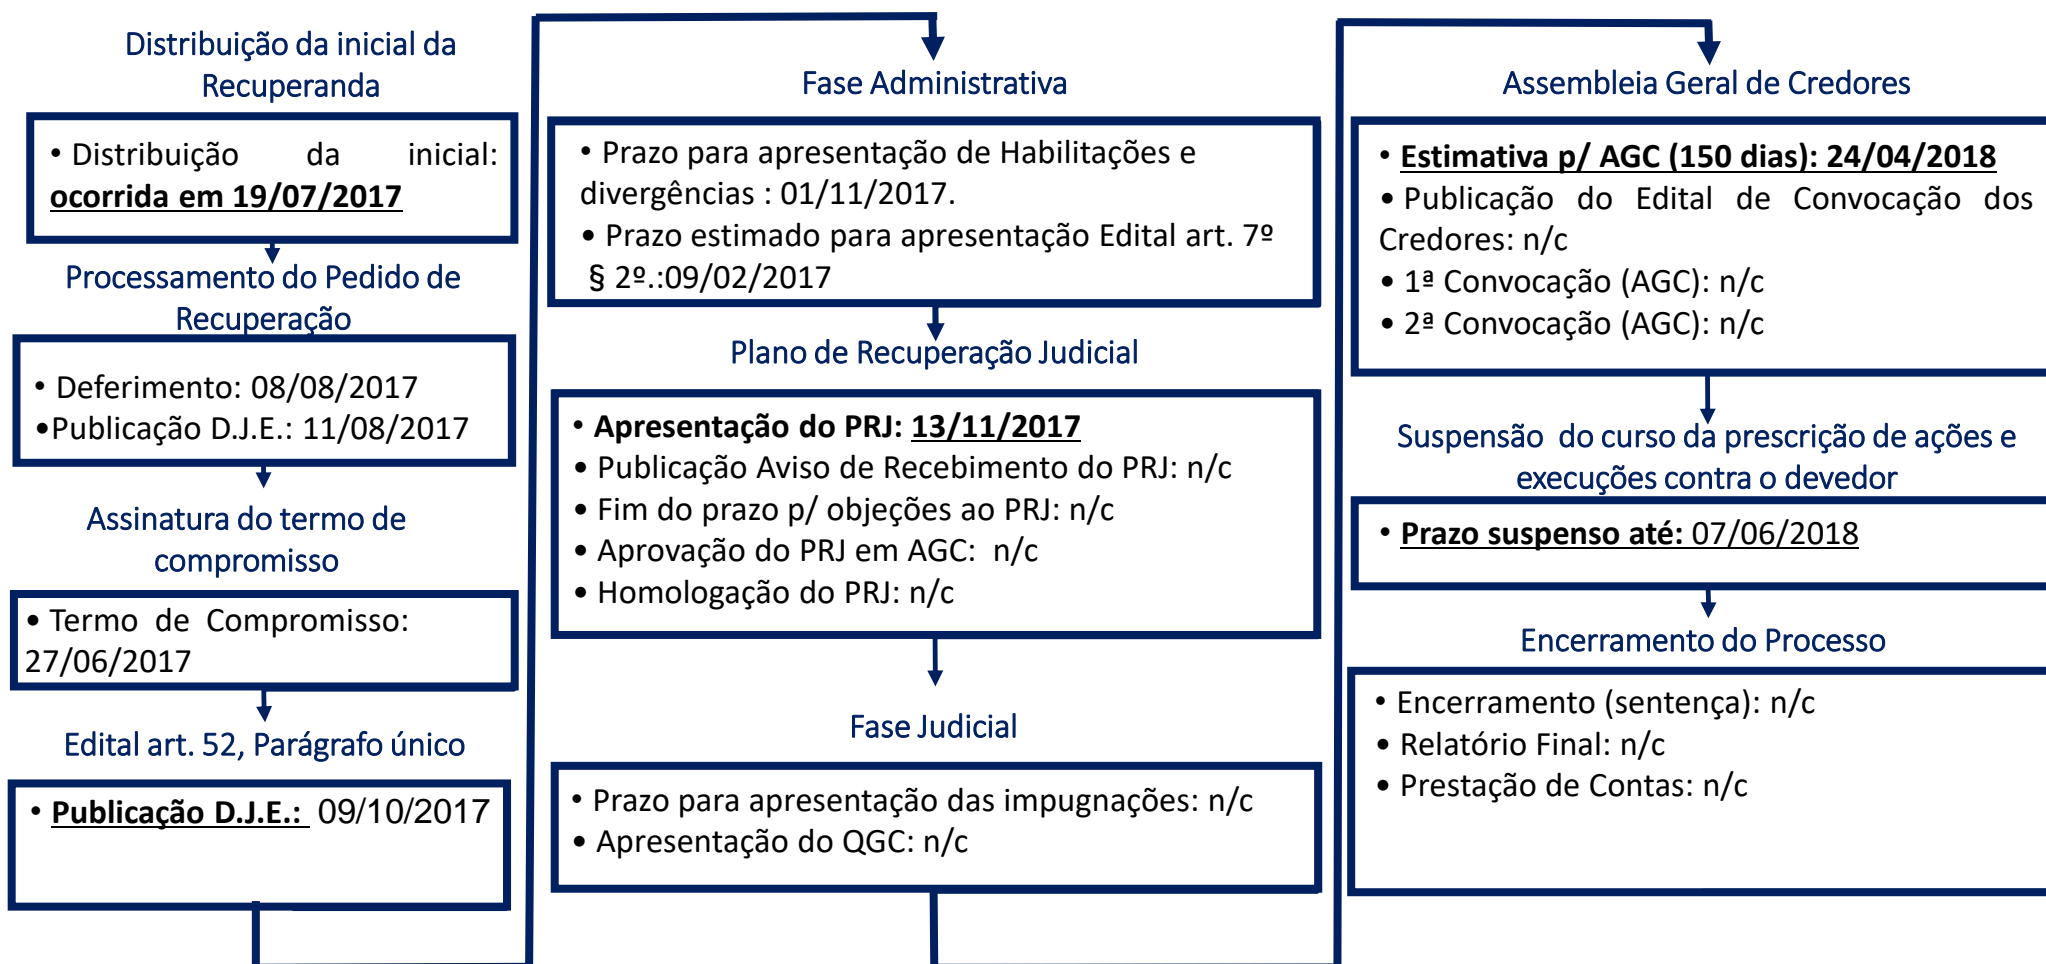 Distribuição da inicial da
Recuperanda
• Distribuição da inicial:
ocorrida em 19/07/2017
Processamento do Pedido de
Recuperação
• Deferimento: 08/08/2017
•Publicação D.J.E.: 11/08/2017
Assinatura do termo de
compromisso
• Termo de Compromisso:
27/06/2017
Edital art. 52, Parágrafo único
• Publicação D.J.E.: 09/10/2017
Fase Administrativa
• Prazo para apresentação de Habilitações e
divergências : 01/11/2017.
• Prazo estimado para apresentação Edital art. 7º
§ 2º.:09/02/2017
Plano de Recuperação Judicial
• Apresentação do PRJ: 13/11/2017
• Publicação Aviso de Recebimento do PRJ: n/c
• Fim do prazo p/ objeções ao PRJ: n/c
• Aprovação do PRJ em AGC: n/c
• Homologação do PRJ: n/c
Fase Judicial
• Prazo para apresentação das impugnações: n/c
• Apresentação do QGC: n/c
Assembleia Geral de Credores
• Estimativa p/ AGC (150 dias): 24/04/2018
• Publicação do Edital de Convocação dos
Credores: n/c
• 1ª Convocação (AGC): n/c
• 2ª Convocação (AGC): n/c
Suspensão do curso da prescrição de ações e
execuções contra o devedor
• Prazo suspenso até: 07/06/2018
Encerramento do Processo
• Encerramento (sentença): n/c
• Relatório Final: n/c
• Prestação de Contas: n/c